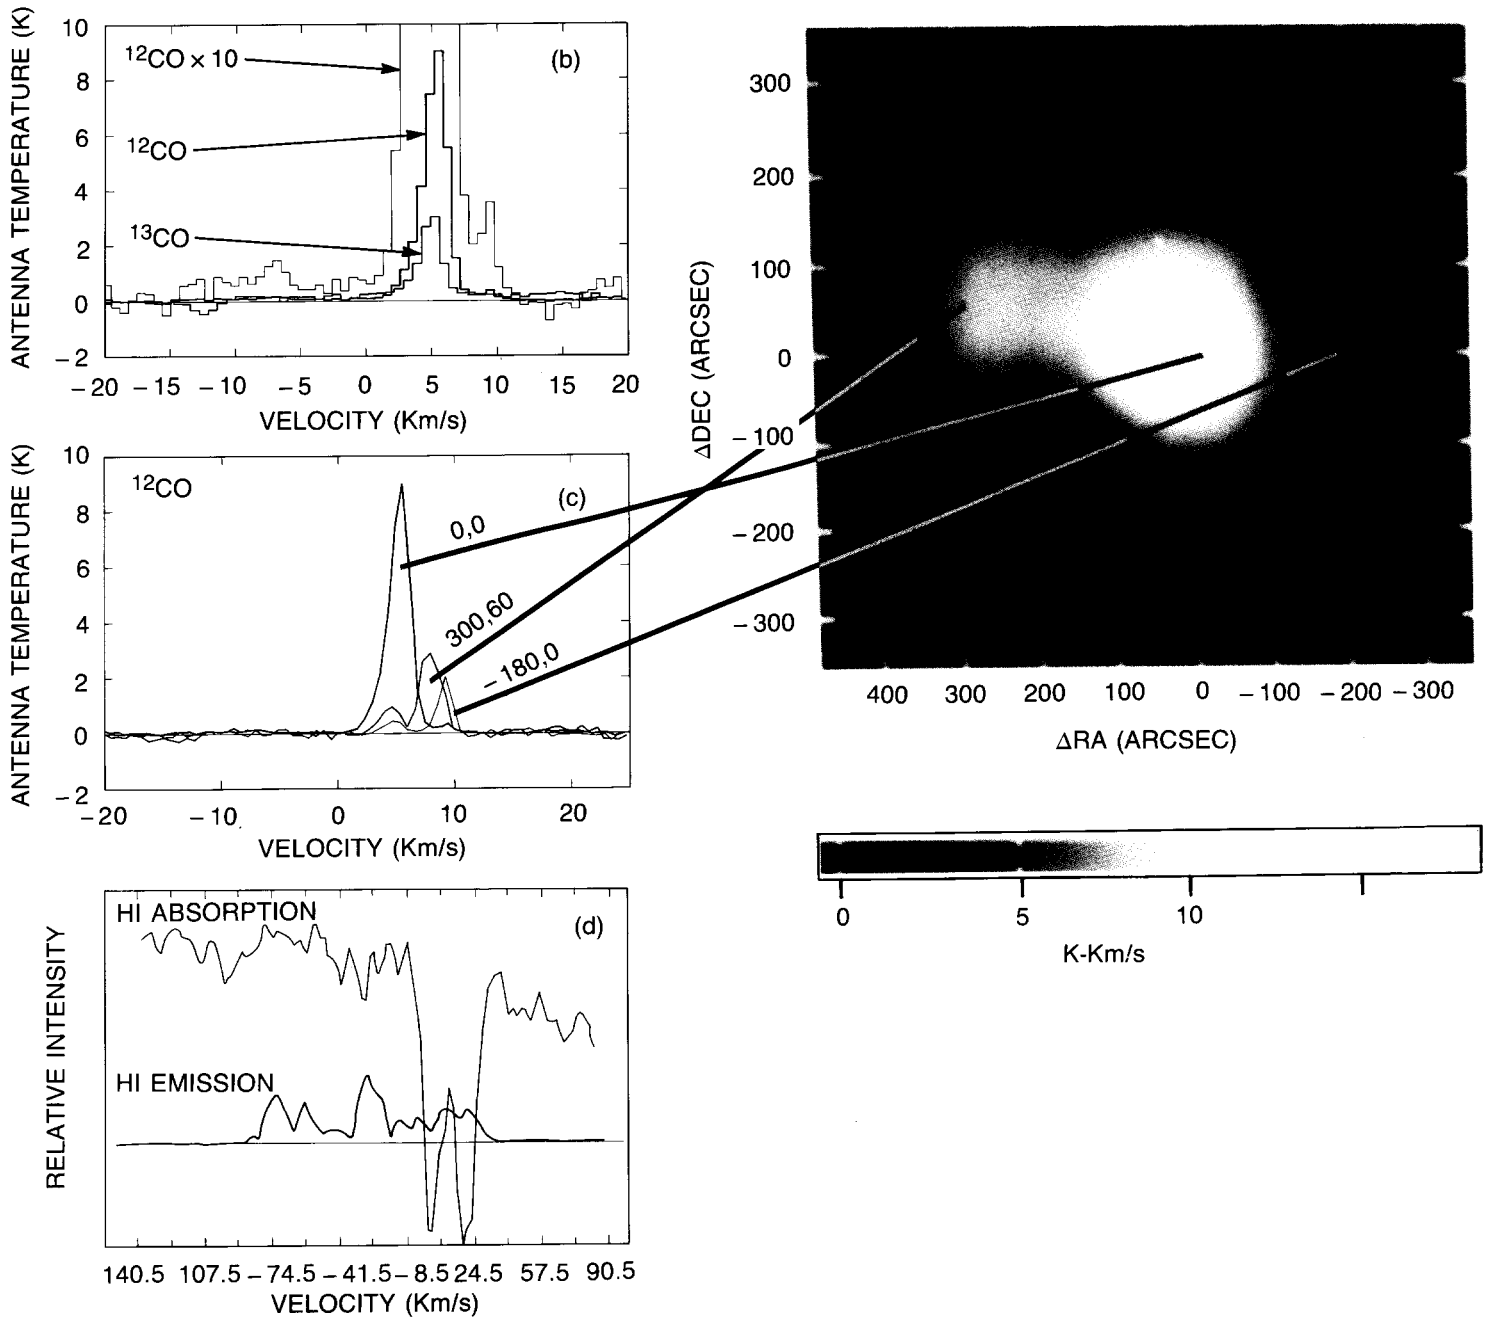 ANTENNA TEMPERATURE (K)
10
8
6
4
2
0
−2
¹²CO × 10
¹²CO
¹³CO
(b)
−20 −15 −10 −5 0 5 10 15 20
VELOCITY (Km/s)
ANTENNA TEMPERATURE (K)
10
8
6
4
2
0
−2
¹²CO
(c)
0,0
300,60
−180,0
−20 −10 0 10 20
VELOCITY (Km/s)
RELATIVE INTENSITY
HI ABSORPTION
(d)
HI EMISSION
140.5 107.5 −74.5 −41.5 −8.5 24.5 57.5 90.5
VELOCITY (Km/s)
ΔDEC (ARCSEC)
300
200
100
0
−100
−200
−300
400 300 200 100 0 −100 −200 −300
ΔRA (ARCSEC)
0 5 10
K-Km/s